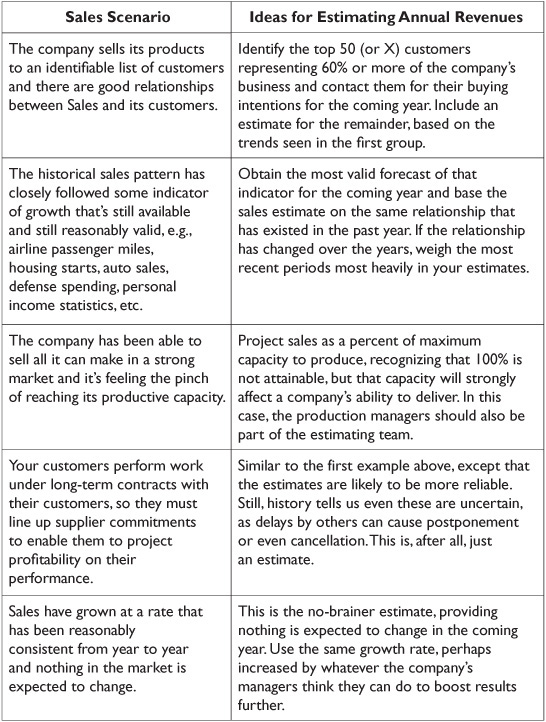 Sales Scenario
Ideas for Estimating Annual Revenues
The company sells its products
to an identifiable list of customers
and there are good relationships
between Sales and its customers.
Identify the top 50 (or X) customers
representing 60% or more of the company's
business and contact them for their buying
intentions for the coming year. Include an
estimate for the remainder, based on the
trends seen in the first group.
The historical sales pattern has
closely followed some indicator
of growth that's still available
and still reasonably valid, e.g.,
airline passenger miles,
housing starts, auto sales,
defense spending, personal
income statistics, etc.
Obtain the most valid forecast of that
indicator for the coming year and base the
sales estimate on the same relationship that
has existed in the past year. If the relationship
has changed over the years, weigh the most
recent periods most heavily in your estimates.
The company has been able to
sell all it can make in a strong
market and it's feeling the pinch
of reaching its productive capacity.
Project sales as a percent of maximum
capacity to produce, recognizing that 100% is
not attainable, but that capacity will strongly
affect a company's ability to deliver. In this
case, the production managers should also be
part of the estimating team.
Your customers perform work
under long-term contracts with
their customers, so they must
line up supplier commitments
to enable them to project
profitability on their
performance.
Similar to the first example above, except that
the estimates are likely to be more reliable.
Still, history tells us even these are uncertain,
as delays by others can cause postponement
or even cancellation. This is, after all, just
an estimate.
Sales have grown at a rate that
has been reasonably
consistent from year to year
and nothing in the market is
expected to change.
This is the no-brainer estimate, providing
nothing is expected to change in the coming
year. Use the same growth rate, perhaps
increased by whatever the company's
managers think they can do to boost results
further.